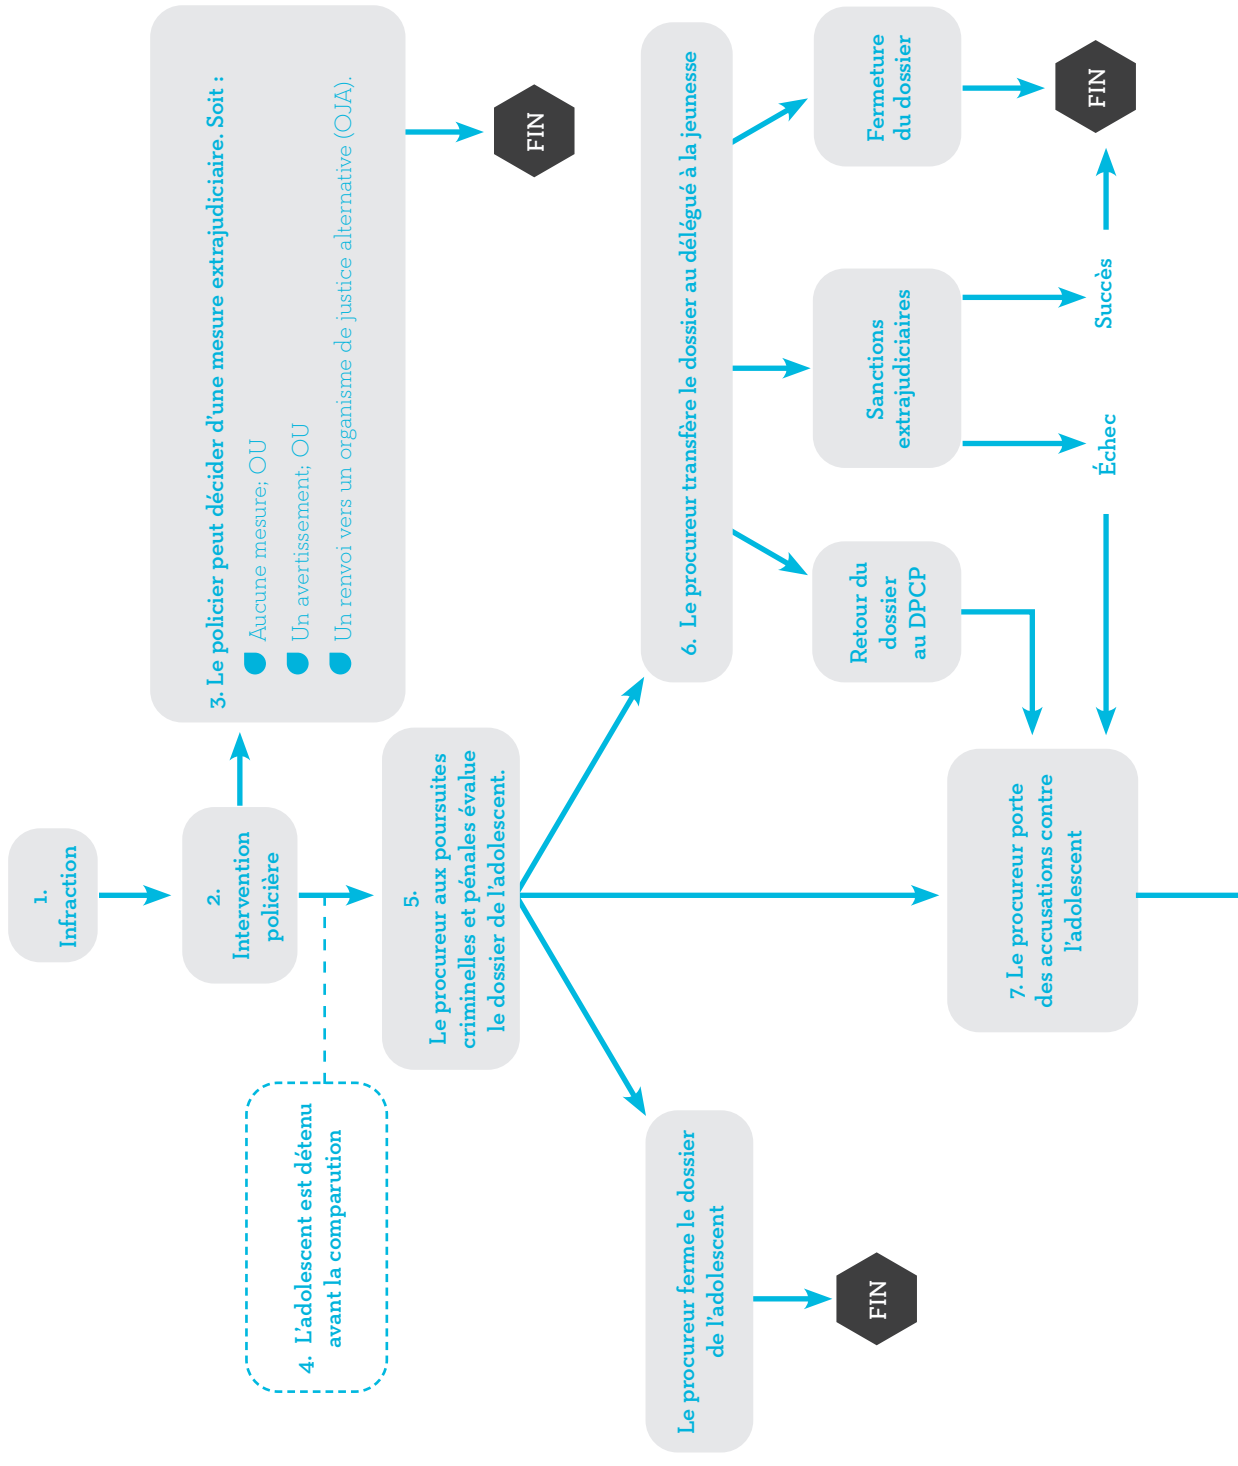 1.
Infraction
2.
Intervention
policière
3. Le policier peut décider d'une mesure extrajudiciaire. Soit :
Aucune mesure; OU
Un avertissement; OU
Un renvoi vers un organisme de justice alternative (OJA).
FIN
4. L'adolescent est détenu
avant la comparution
5.
Le procureur aux poursuites
criminelles et pénales évalue
le dossier de l'adolescent.
Le procureur ferme le dossier
de l'adolescent
FIN
6. Le procureur transfère le dossier au délégué à la jeunesse
Retour du
dossier
au DPCP
Sanctions
extrajudiciaires
Fermeture
du dossier
Échec
Succès
FIN
7. Le procureur porte
des accusations contre
l'adolescent